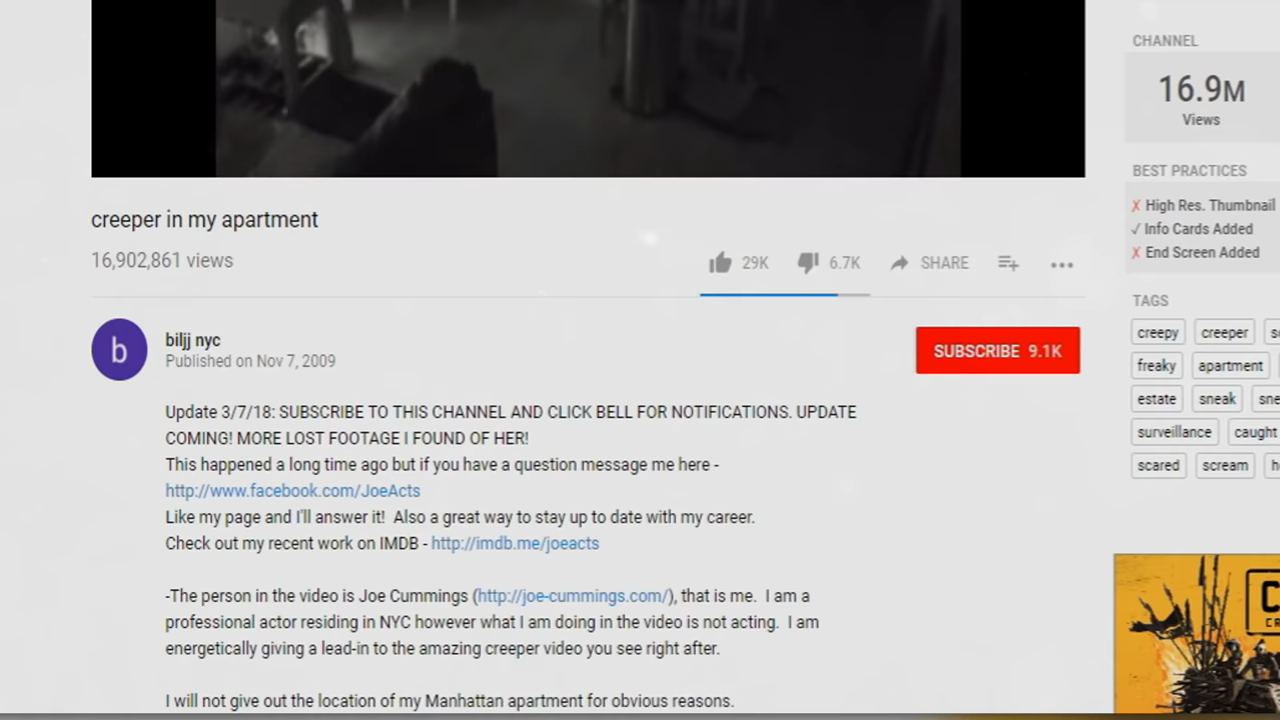 creeper in my apartment
16,902,861 views
29K 6.7K SHARE
b
biljj nyc
Published on Nov 7, 2009
SUBSCRIBE 9.1K
Update 3/7/18: SUBSCRIBE TO THIS CHANNEL AND CLICK BELL FOR NOTIFICATIONS. UPDATE
COMING! MORE LOST FOOTAGE I FOUND OF HER!
This happened a long time ago but if you have a question message me here -
http://www.facebook.com/JoeActs
Like my page and I'll answer it! Also a great way to stay up to date with my career.
Check out my recent work on IMDB - http://imdb.me/joeacts
-The person in the video is Joe Cummings (http://joe-cummings.com/), that is me. I am a
professional actor residing in NYC however what I am doing in the video is not acting. I am
energetically giving a lead-in to the amazing creeper video you see right after.
I will not give out the location of my Manhattan apartment for obvious reasons.
CHANNEL
16.9M
Views
BEST PRACTICES
✗ High Res. Thumbnail
✓ Info Cards Added
✗ End Screen Added
TAGS
creepy creeper
freaky apartment
estate sneak
surveillance caught
scared scream